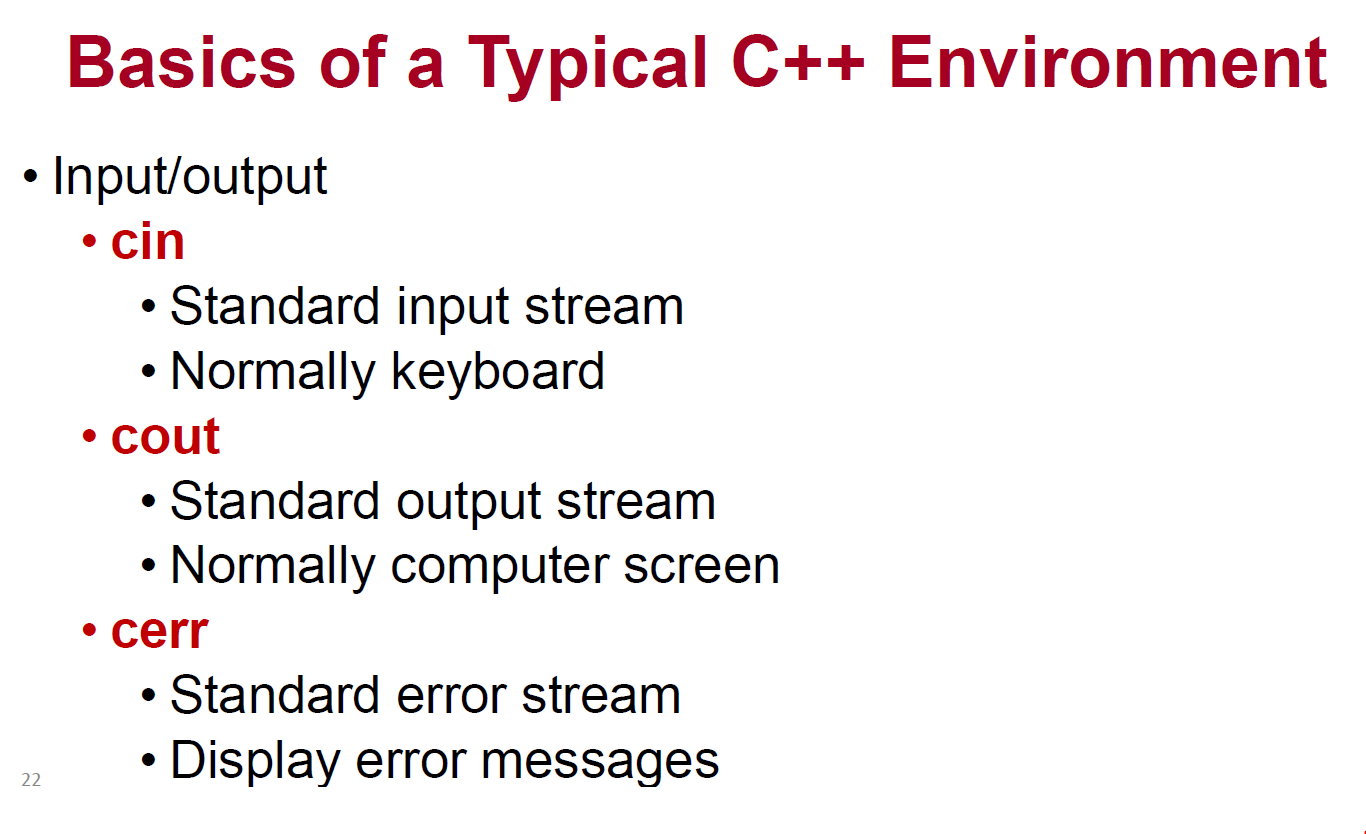 Basics of a Typical C++ Environment
• Input/output
• cin
• Standard input stream
• Normally keyboard
• cout
• Standard output stream
• Normally computer screen
• cerr
• Standard error stream
• Display error messages
22